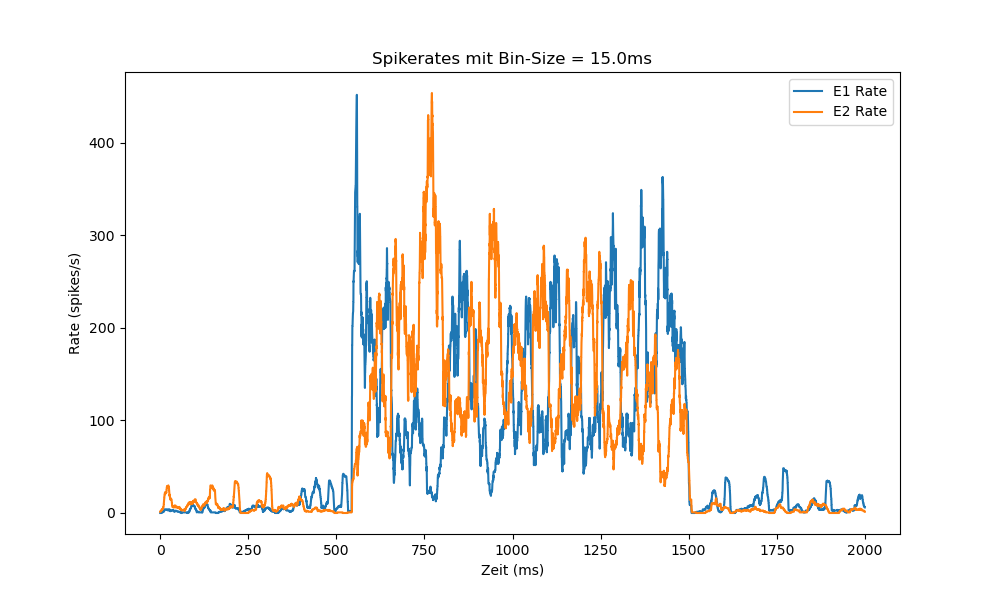 Spikerates mit Bin-Size = 15.0ms
E1 Rate
E2 Rate
400
300
200
100
0
Rate (spikes/s)
0 250 500 750 1000 1250 1500 1750 2000
Zeit (ms)